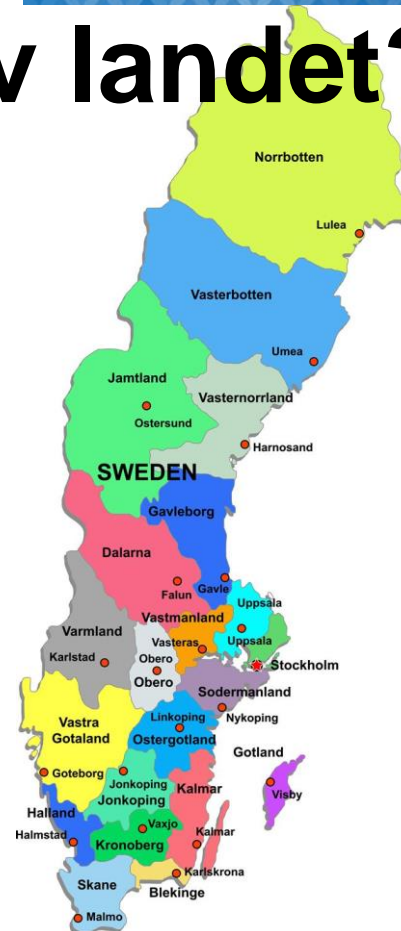 v landet?
Norrbotten
Lulea
Vasterbotten
Umea
Jamtland
Vasternorrland
Ostersund
Harnosand
SWEDEN
Gavleborg
Dalarna
Falun
Gavle
Uppsala
Vastmanland
Varmland
Uppsala
Vasteras
Karlstad
Obero
Stockholm
Obero
Sodermanland
Vastra
Gotaland
Linkoping
Nykoping
Ostergotland
Gotland
Goteborg
Jonkoping
Jonkoping
Kalmar
Visby
Halland
Vaxjo
Halmstad
Kalmar
Kronoberg
Karlskrona
Skane
Blekinge
Malmo